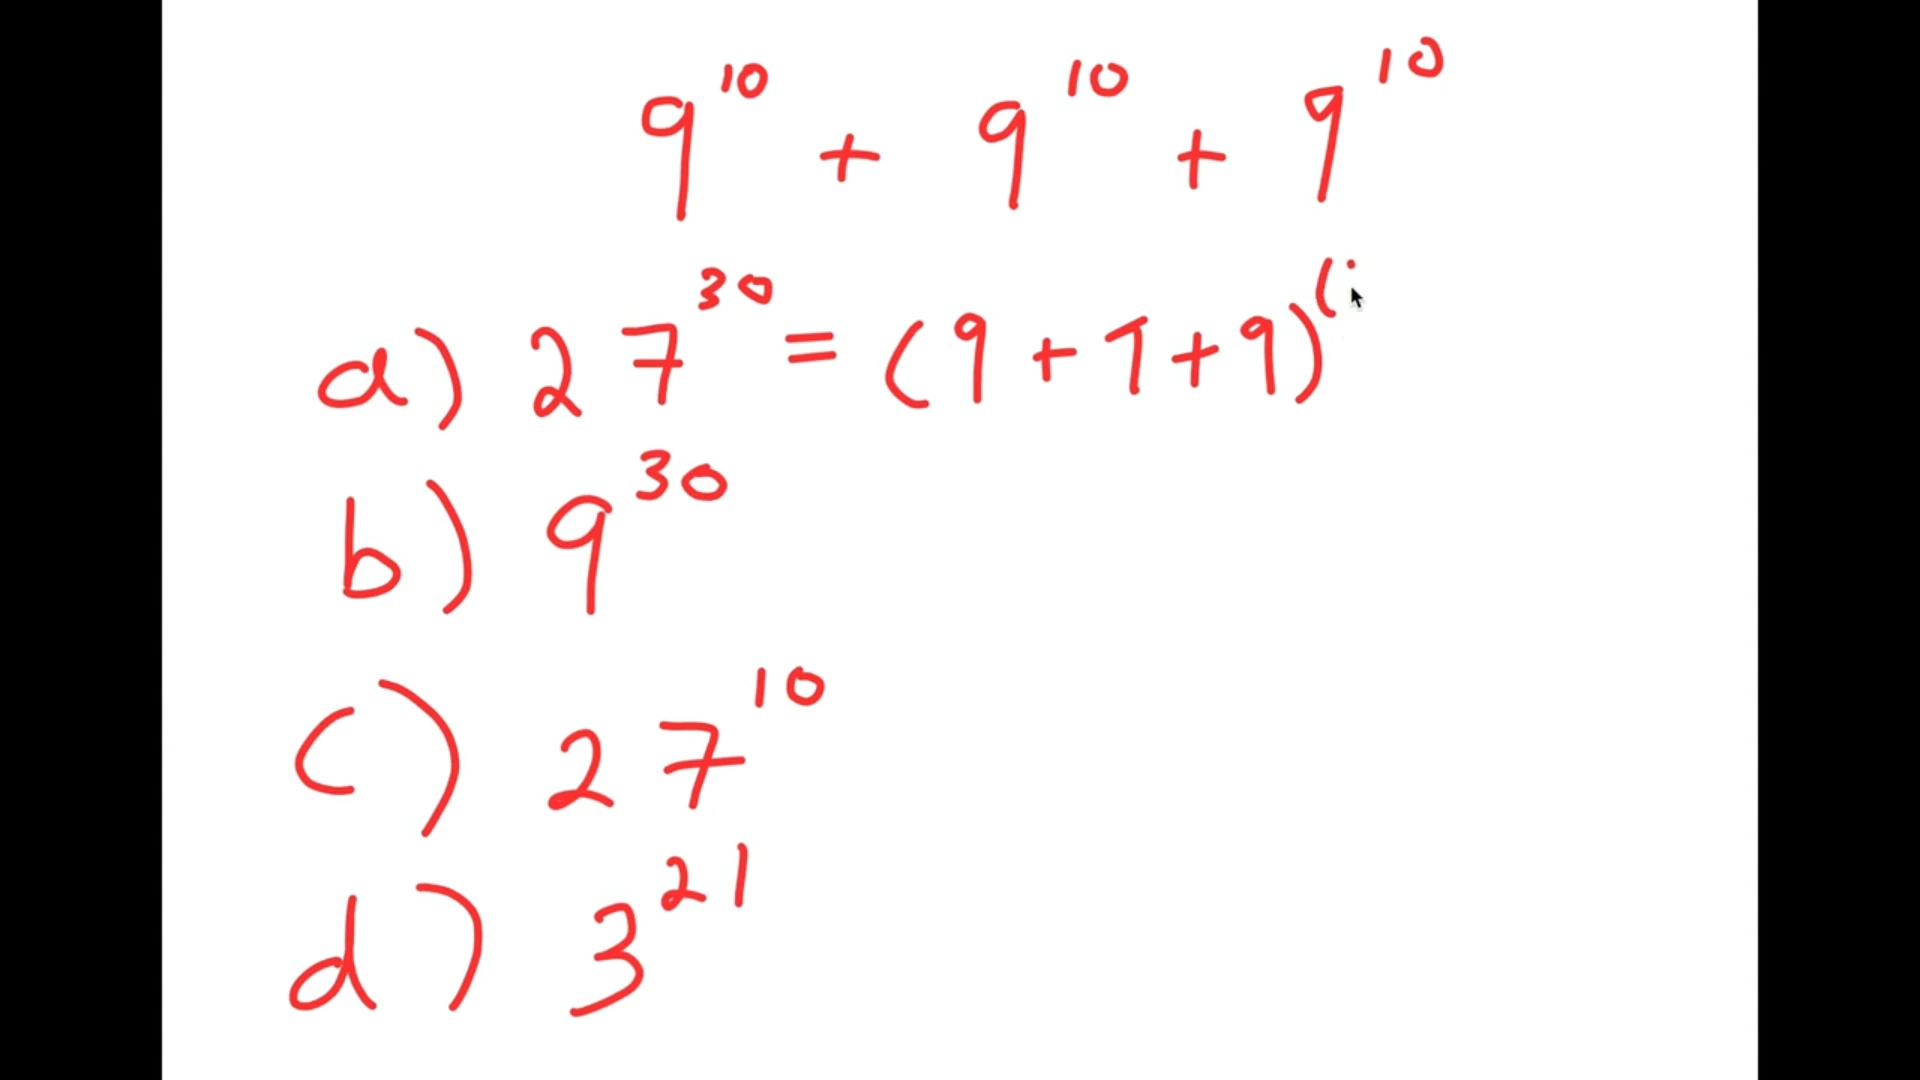 9^10 + 9^10 + 9^10
a) 27^30 = (9 + 9 + 9)^(
b) 9^30
c) 27^10
d) 3^21